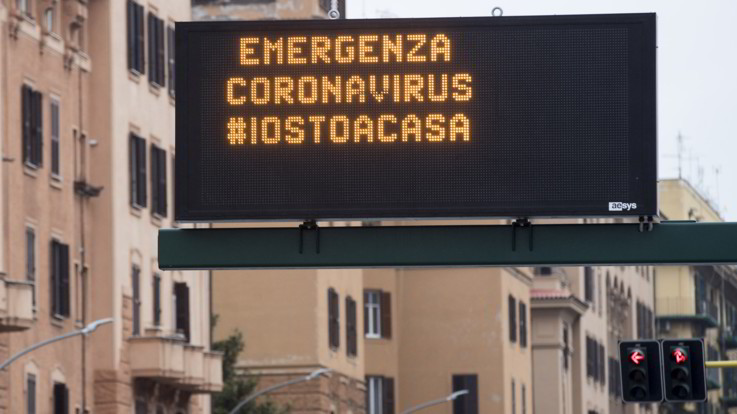 EMERGENZA
CORONAVIRUS
#IOSTOACASA
aesys